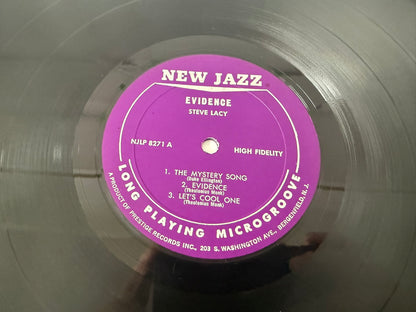 NEW JAZZ
EVIDENCE
STEVE LACY
NJLP 8271 A
HIGH FIDELITY
1. THE MYSTERY SONG
(Duke Ellington)
2. EVIDENCE
(Thelonious Monk)
3. LET'S COOL ONE
(Thelonious Monk)
LONG PLAYING MICROGROOVE
A PRODUCT OF PRESTIGE RECORDS INC., 203 S. WASHINGTON AVE., BERGENFIELD, N.J.